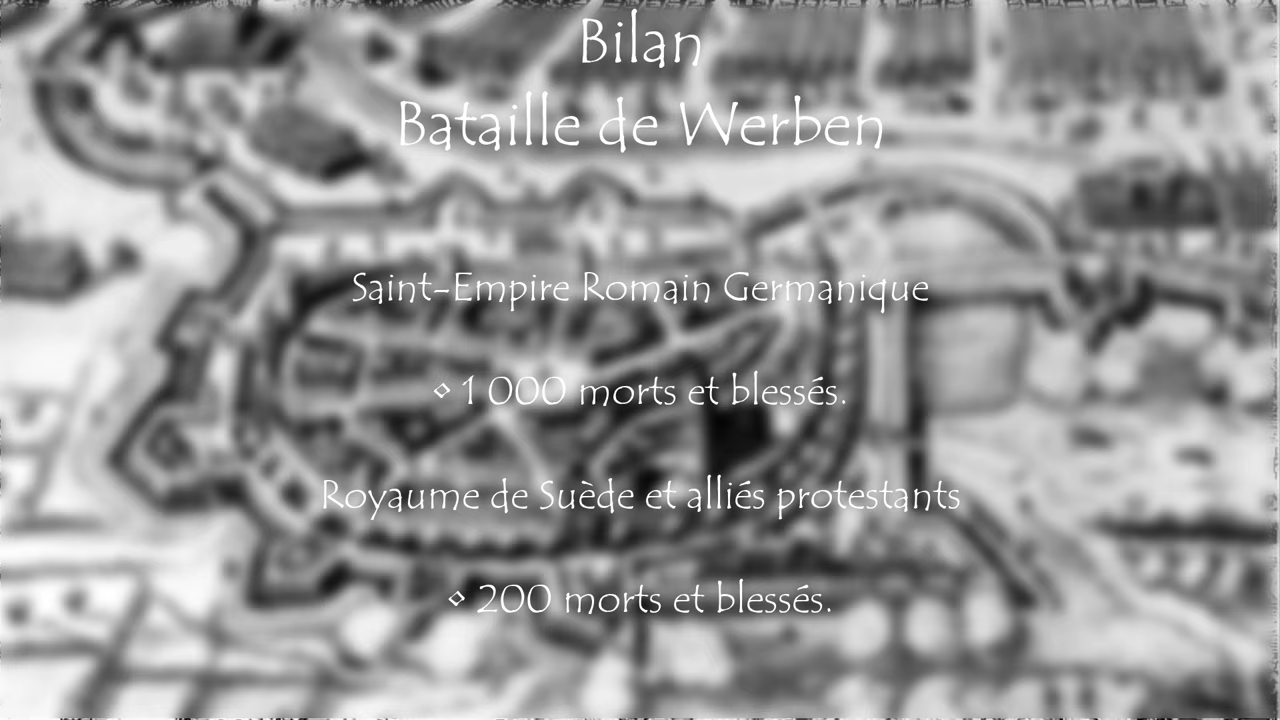 Bilan
Bataille de Werben
Saint-Empire Romain Germanique
⋄ 1 000 morts et blessés.
Royaume de Suède et alliés protestants
⋄ 200 morts et blessés.